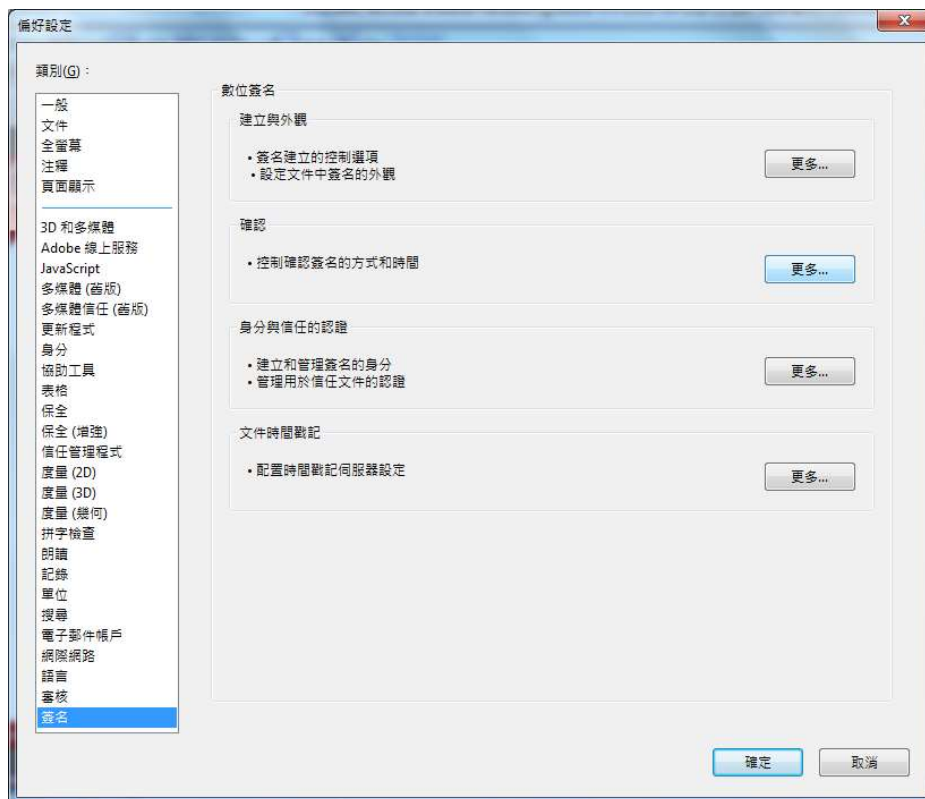 偏好設定
類別(G)：
一般
文件
全螢幕
注釋
頁面顯示
3D 和多媒體
Adobe 線上服務
JavaScript
多媒體 (舊版)
多媒體信任 (舊版)
更新程式
身分
協助工具
表格
保全
保全 (增強)
信任管理程式
度量 (2D)
度量 (3D)
度量 (幾何)
拼字檢查
朗讀
記錄
單位
搜尋
電子郵件帳戶
網際網路
語言
審核
簽名
數位簽名
建立與外觀
• 簽名建立的控制選項
• 設定文件中簽名的外觀
更多...
確認
• 控制確認簽名的方式和時間
更多...
身分與信任的認證
• 建立和管理簽名的身分
• 管理用於信任文件的認證
更多...
文件時間戳記
• 配置時間戳記伺服器設定
更多...
確定
取消